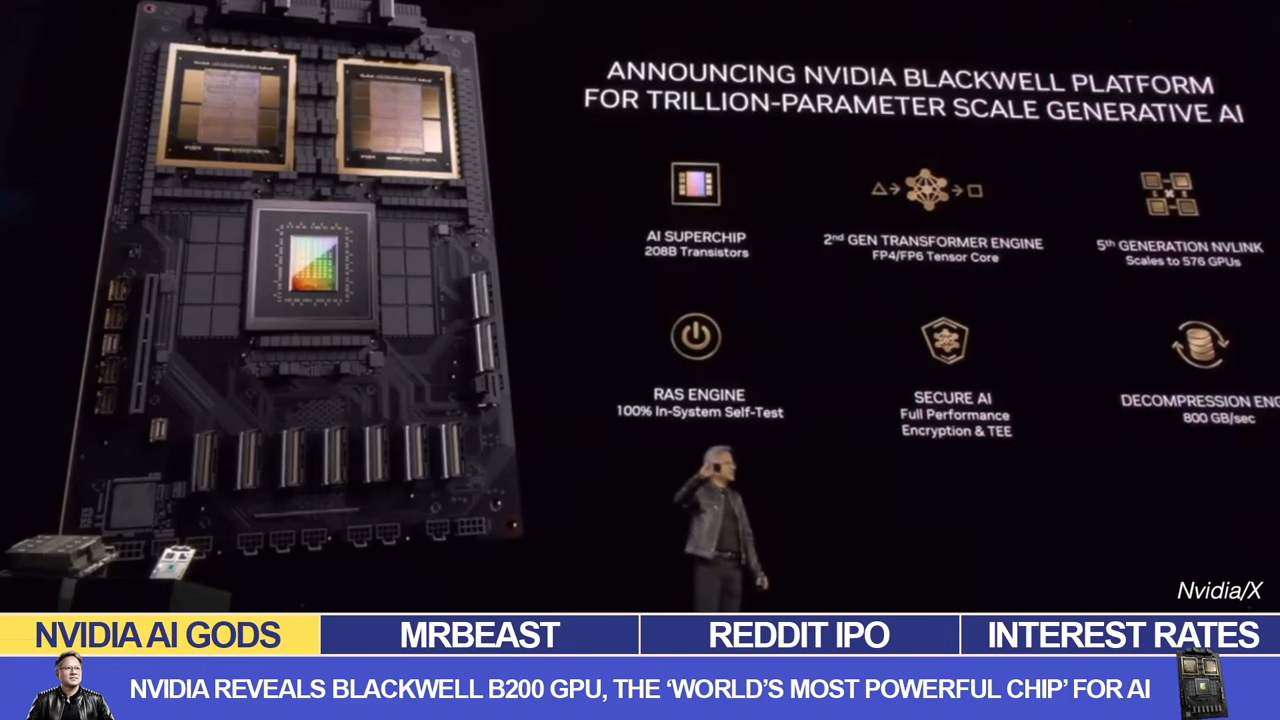 ANNOUNCING NVIDIA BLACKWELL PLATFORM
FOR TRILLION-PARAMETER SCALE GENERATIVE AI
AI SUPERCHIP
208B Transistors
2nd GEN TRANSFORMER ENGINE
FP4/FP6 Tensor Core
5th GENERATION NVLINK
Scales to 576 GPUs
RAS ENGINE
100% In-System Self-Test
SECURE AI
Full Performance
Encryption & TEE
DECOMPRESSION ENG
800 GB/sec
Nvidia/X
NVIDIA AI GODS
MRBEAST
REDDIT IPO
INTEREST RATES
NVIDIA REVEALS BLACKWELL B200 GPU, THE ‘WORLD’S MOST POWERFUL CHIP’ FOR AI